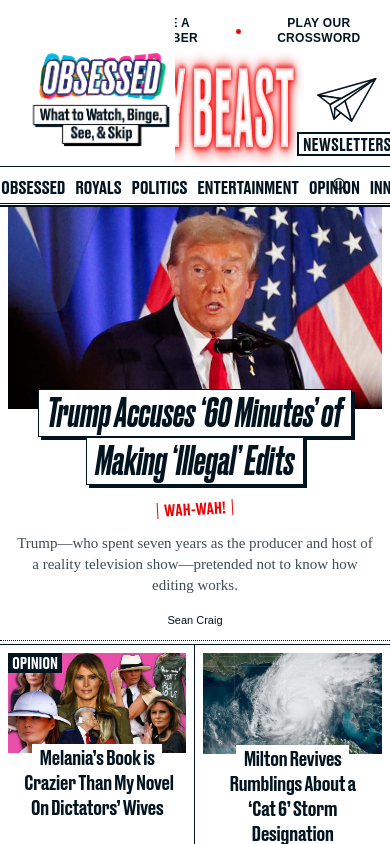 E A
BER
PLAY OUR
CROSSWORD
OBSESSED
What to Watch, Binge,
See, & Skip
Y BEAST
NEWSLETTERS
OBSESSED ROYALS POLITICS ENTERTAINMENT OPINION INN
Trump Accuses ‘60 Minutes’ of
Making ‘Illegal’ Edits
WAH-WAH!
Trump—who spent seven years as the producer and host of
a reality television show—pretended not to know how
editing works.
Sean Craig
OPINION
Melania’s Book is
Crazier Than My Novel
On Dictators’ Wives
Milton Revives
Rumblings About a
‘Cat 6’ Storm
Designation